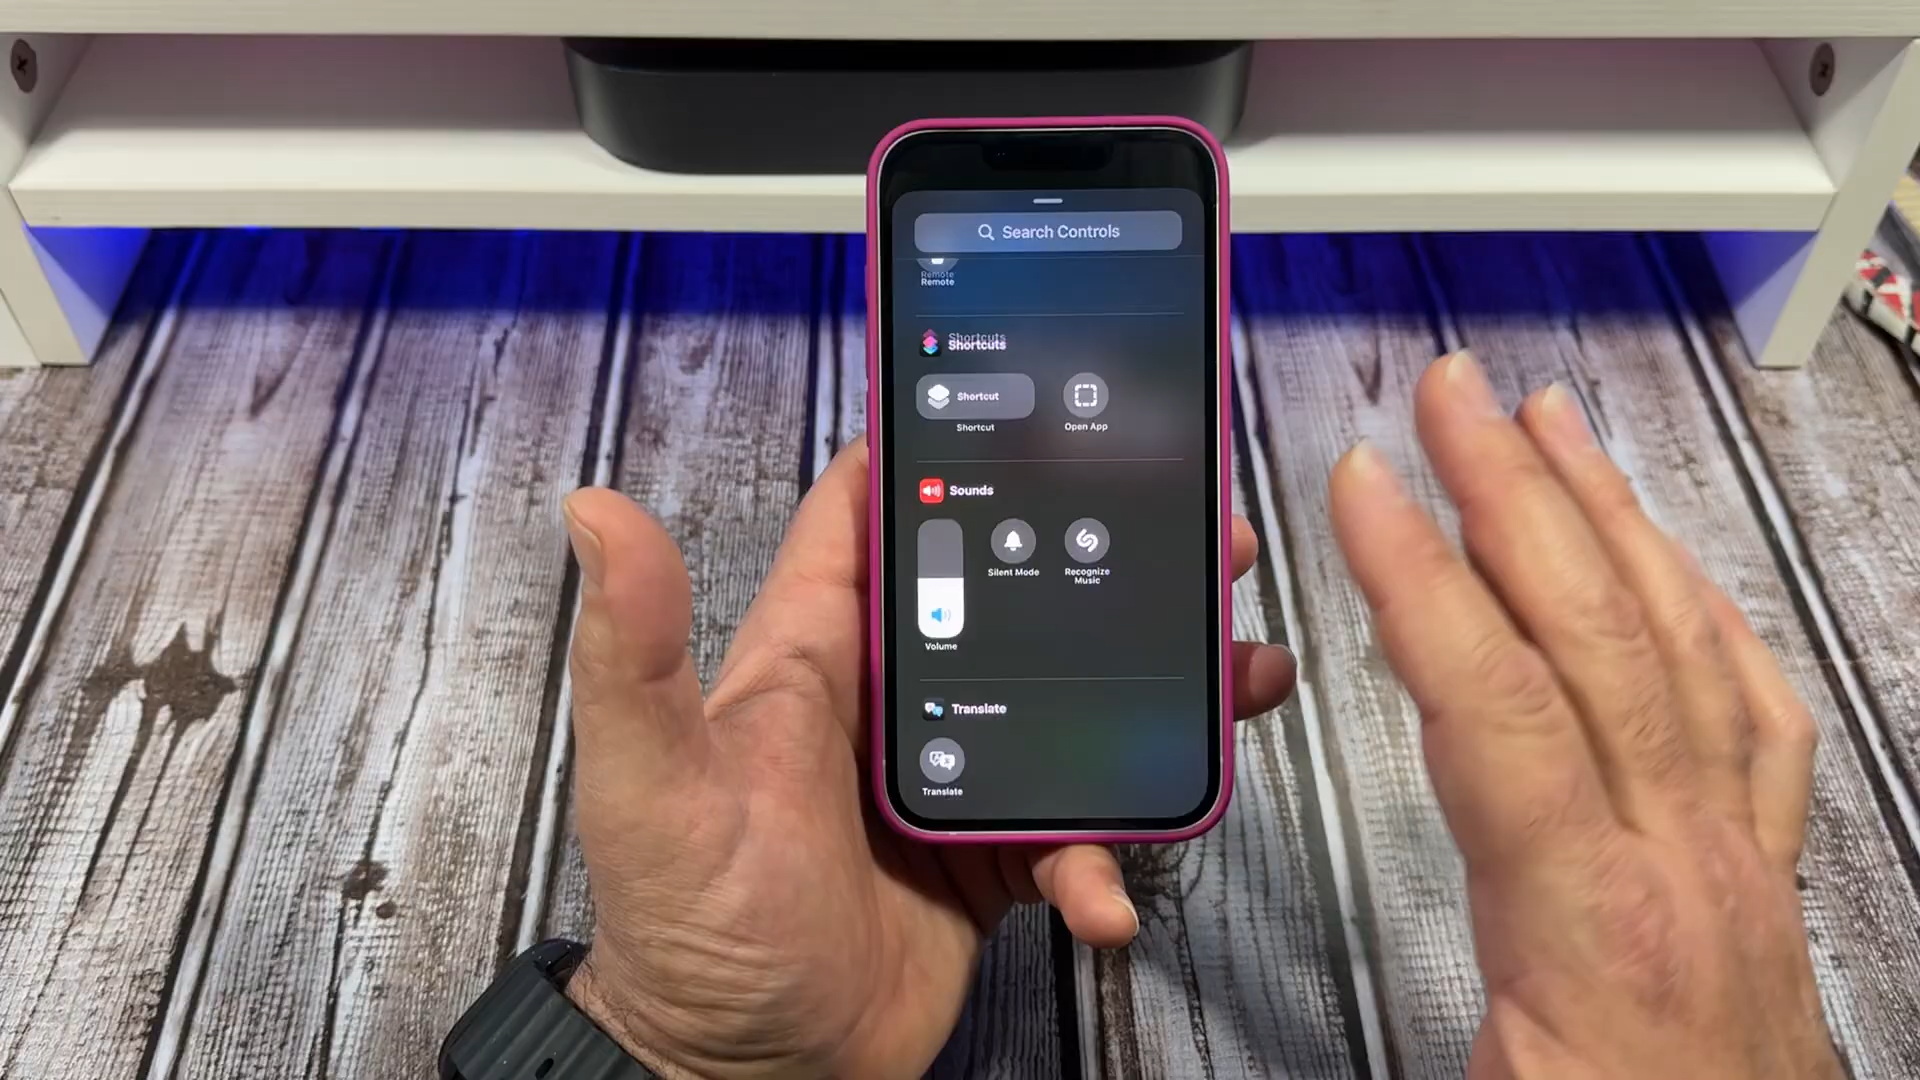 Search Controls
Remote
Remote
Shortcuts
Shortcuts
Shortcut
Shortcut
Open App
Sounds
Silent Mode
Recognize
Music
Volume
Translate
Translate